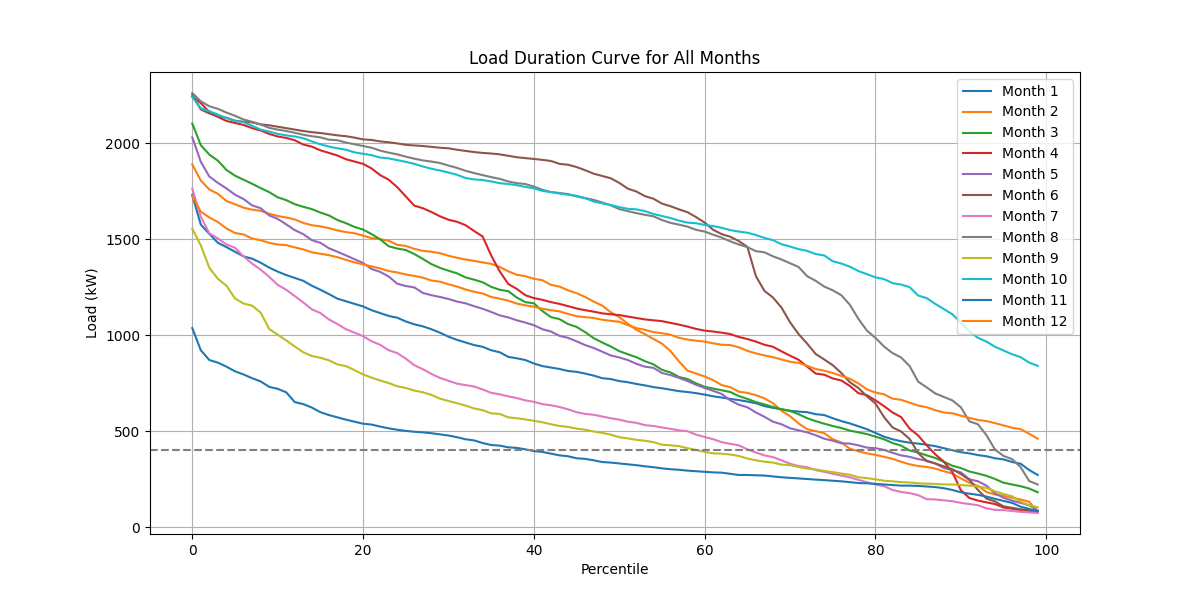 Load Duration Curve for All Months
Load (kW)
2000
1500
1000
500
0
0 20 40 60 80 100
Percentile
Month 1
Month 2
Month 3
Month 4
Month 5
Month 6
Month 7
Month 8
Month 9
Month 10
Month 11
Month 12